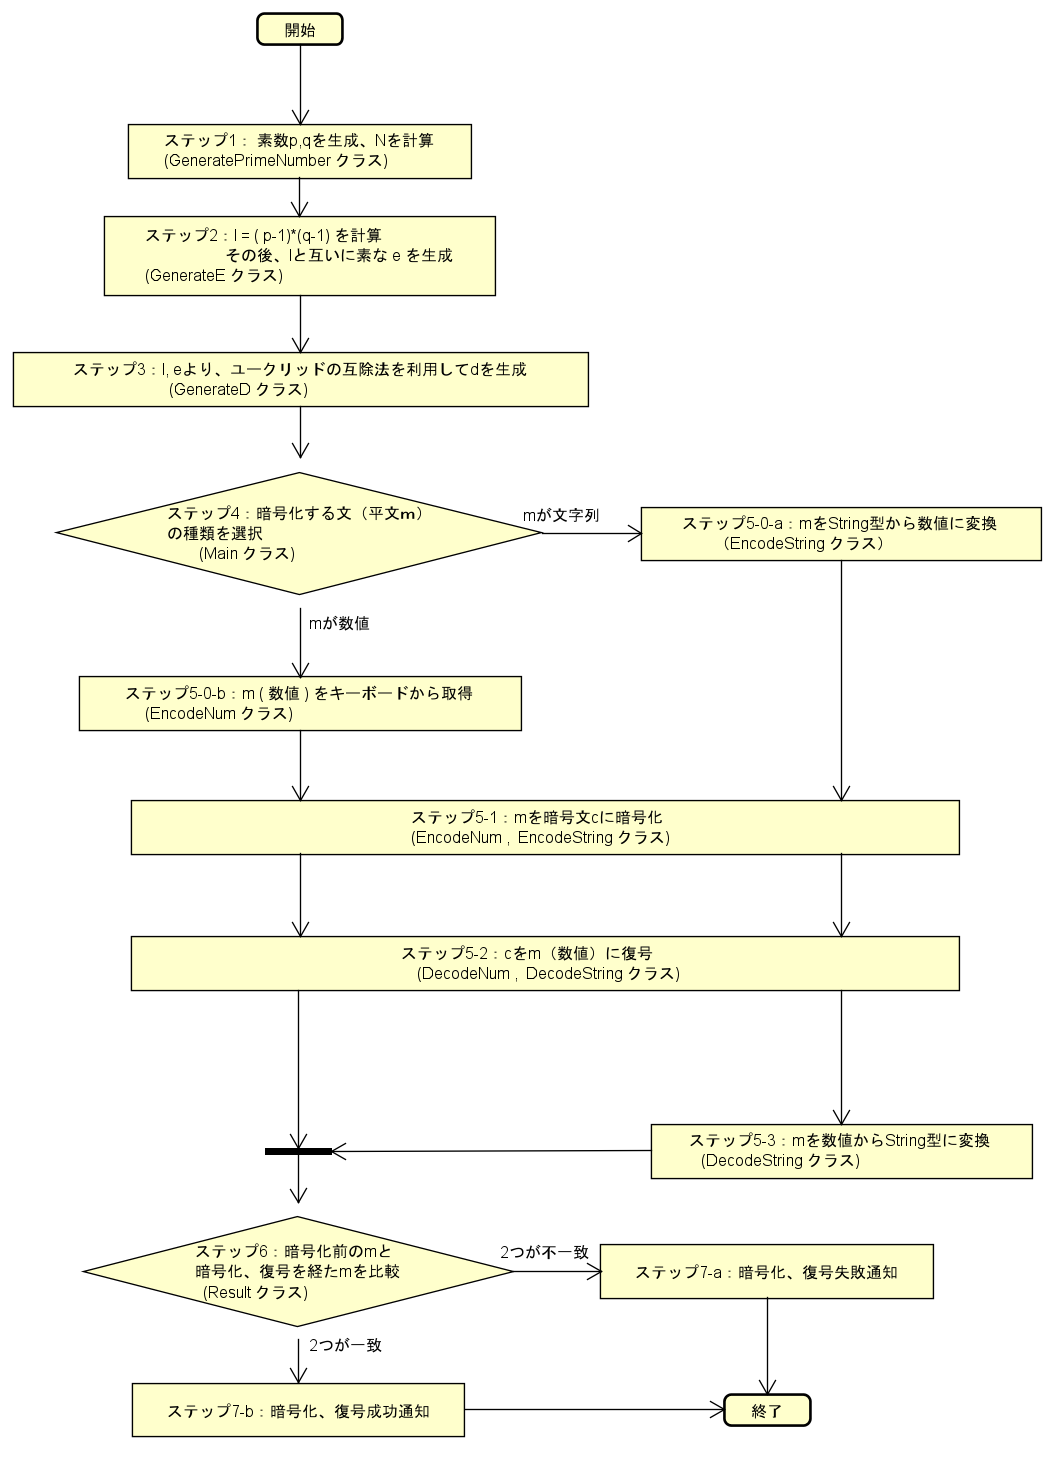 開始
ステップ1： 素数p,qを生成、Nを計算
(GeneratePrimeNumber クラス)
ステップ2：l = ( p-1)*(q-1) を計算
その後、lと互いに素な e を生成
(GenerateE クラス)
ステップ3：l, eより、ユークリッドの互除法を利用してdを生成
(GenerateD クラス)
ステップ4：暗号化する文（平文m）
の種類を選択
(Main クラス)
mが文字列
ステップ5-0-a：mをString型から数値に変換
（EncodeString クラス）
mが数値
ステップ5-0-b：m ( 数値 ) をキーボードから取得
(EncodeNum クラス)
ステップ5-1：mを暗号文cに暗号化
(EncodeNum , EncodeString クラス)
ステップ5-2：cをm（数値）に復号
(DecodeNum , DecodeString クラス)
ステップ5-3：mを数値からString型に変換
(DecodeString クラス)
ステップ6：暗号化前のmと
暗号化、復号を経たmを比較
(Result クラス)
2つが不一致
ステップ7-a：暗号化、復号失敗通知
2つが一致
ステップ7-b：暗号化、復号成功通知
終了